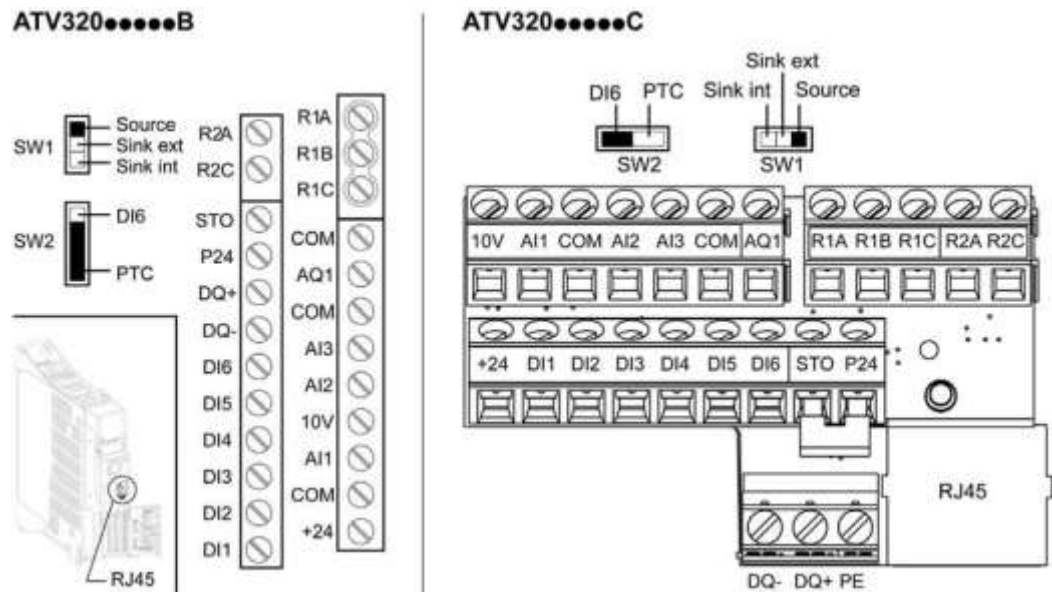 ATV320●●●●●B
SW1
Source
Sink ext
Sink int
SW2
DI6
PTC
RJ45
R2A
R2C
STO
P24
DQ+
DQ-
DI6
DI5
DI4
DI3
DI2
DI1
R1A
R1B
R1C
COM
AQ1
COM
AI3
AI2
10V
AI1
COM
+24
ATV320●●●●●C
Sink ext
DI6 PTC Sink int Source
SW2 SW1
10V AI1 COM AI2 AI3 COM AQ1 R1A R1B R1C R2A R2C
+24 DI1 DI2 DI3 DI4 DI5 DI6 STO P24
RJ45
DQ- DQ+ PE